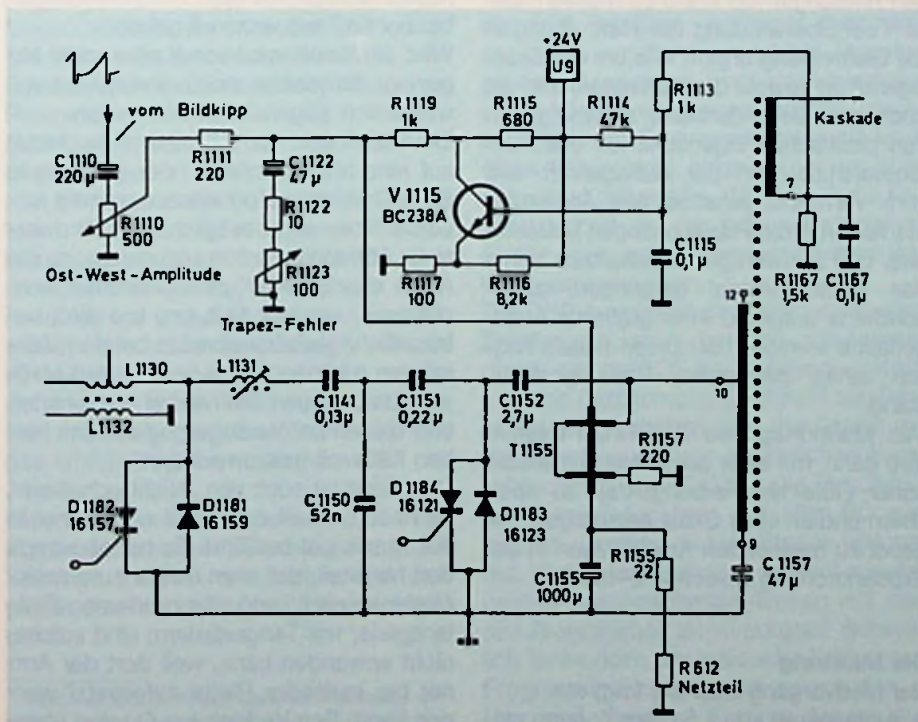 +24V
U9
vom Bildkipp
C1110
220µ
R1110
500
Ost-West-Amplitude
R1111
220
C1122
47µ
R1122
10
R1123
100
Trapez-Fehler
R1119
1k
R1115
680
R1114
47k
R1113
1k
V1115
BC238A
R1117
100
R1116
8,2k
C1115
0,1µ
Kaskade
7
R1167
1,5k
C1167
0,1µ
12
10
9
L1130
L1132
L1131
C1141
0,13µ
C1151
0,22µ
C1152
2,7µ
T1155
R1157
220
D1182
16157
D1181
16159
C1150
52n
D1184
16121
D1183
16123
C1155
1000µ
R1155
22
C1157
47µ
R612
Netzteil